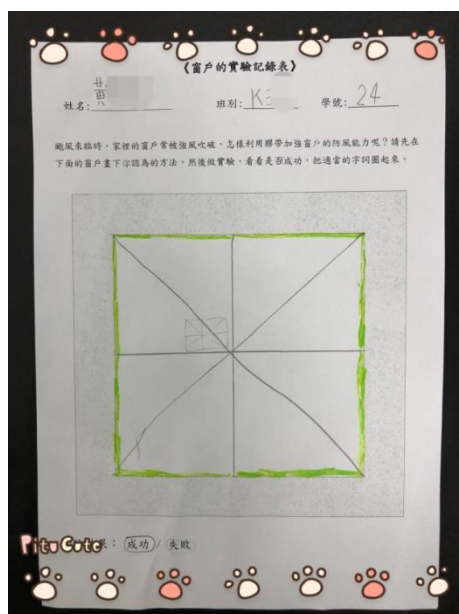 《窗戶的實驗記錄表》
姓名: 黃 班別: K3 學號: 24
颱風來臨時，家裡的窗戶常被強風吹破，怎樣利用膠帶加強窗戶的防風能力呢？請先在
下面的窗戶畫下你認為的方法，然後做實驗，看看是否成功，把適當的字詞圈起來。
果： 成功 / 失敗
Pitu Cute